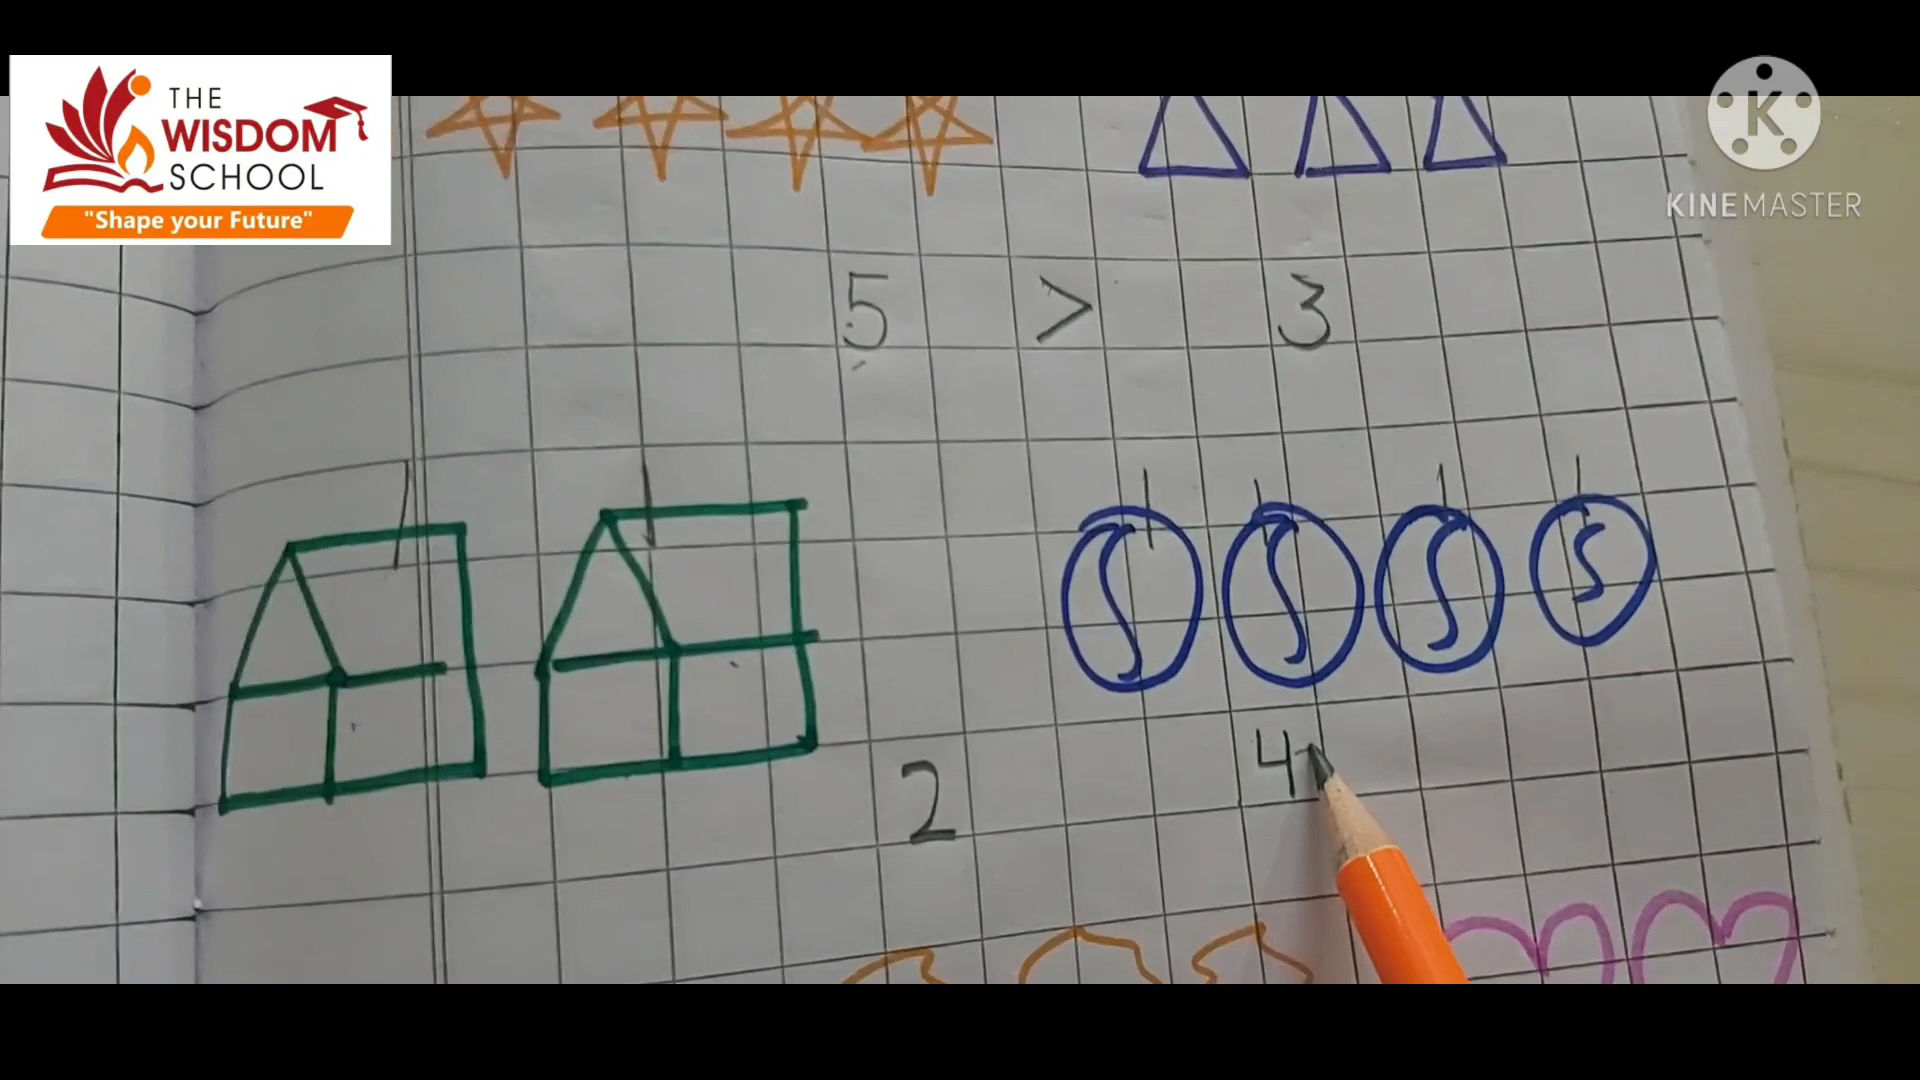 THE
WISDOM
SCHOOL
"Shape your Future"
K
KINEMASTER
5 > 3
2 4